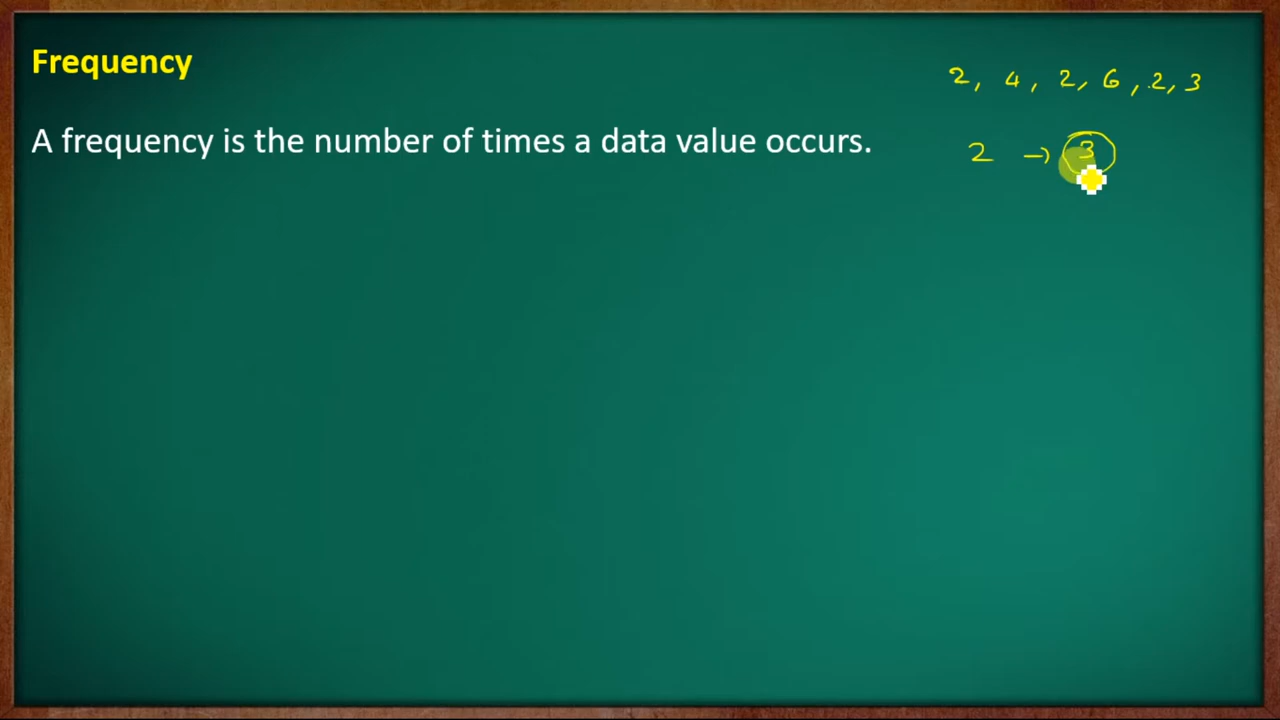 Frequency
2, 4, 2, 6, 2, 3
A frequency is the number of times a data value occurs.
2 → 3